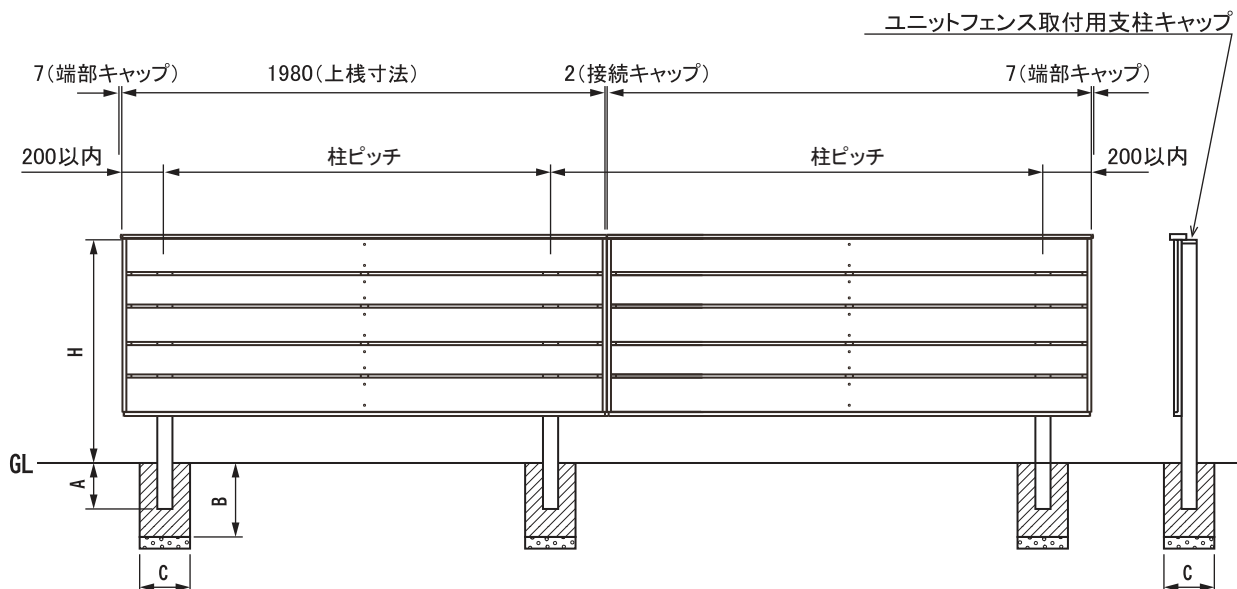 ユニットフェンス取付用支柱キャップ
7(端部キャップ)
1980(上桟寸法)
2(接続キャップ)
7(端部キャップ)
200以内
柱ピッチ
柱ピッチ
200以内
H
GL
A
B
C
C